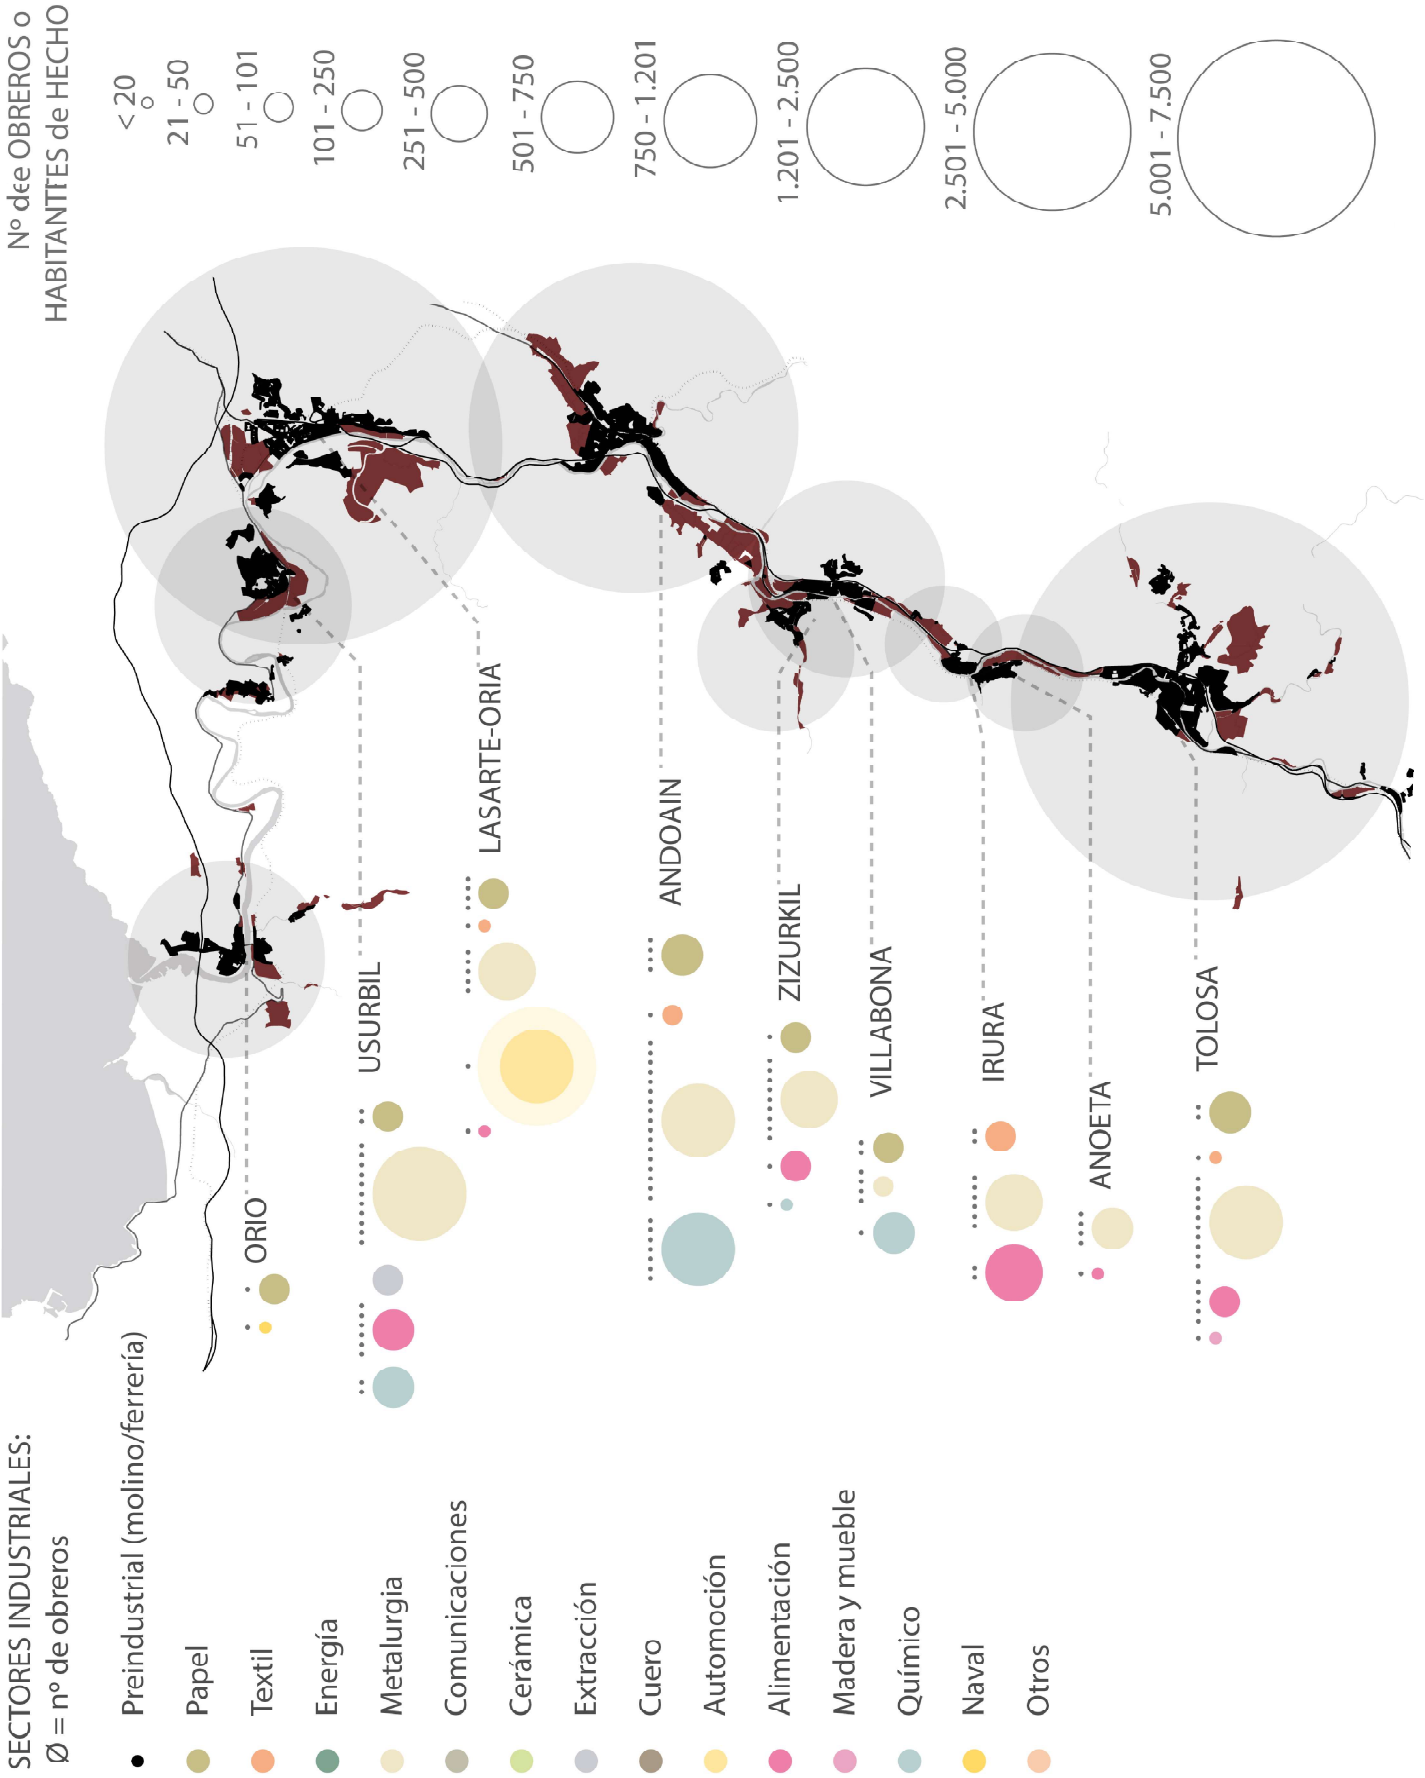 SECTORES INDUSTRIALES:
Ø = nº de obreros
Preindustrial (molino/ferrería)
Papel
Textil
Energía
Metalurgia
Comunicaciones
Cerámica
Extracción
Cuero
Automoción
Alimentación
Madera y mueble
Químico
Naval
Otros
ORIO
USURBIL
LASARTE-ORIA
ANDOAIN
ZIZURKIL
VILLABONA
IRURA
ANOETA
TOLOSA
Nº dee OBREROS o
HABITANTES de HECHO
< 20
21 - 50
51 - 101
101 - 250
251 - 500
501 - 750
750 - 1.201
1.201 - 2.500
2.501 - 5.000
5.001 - 7.500